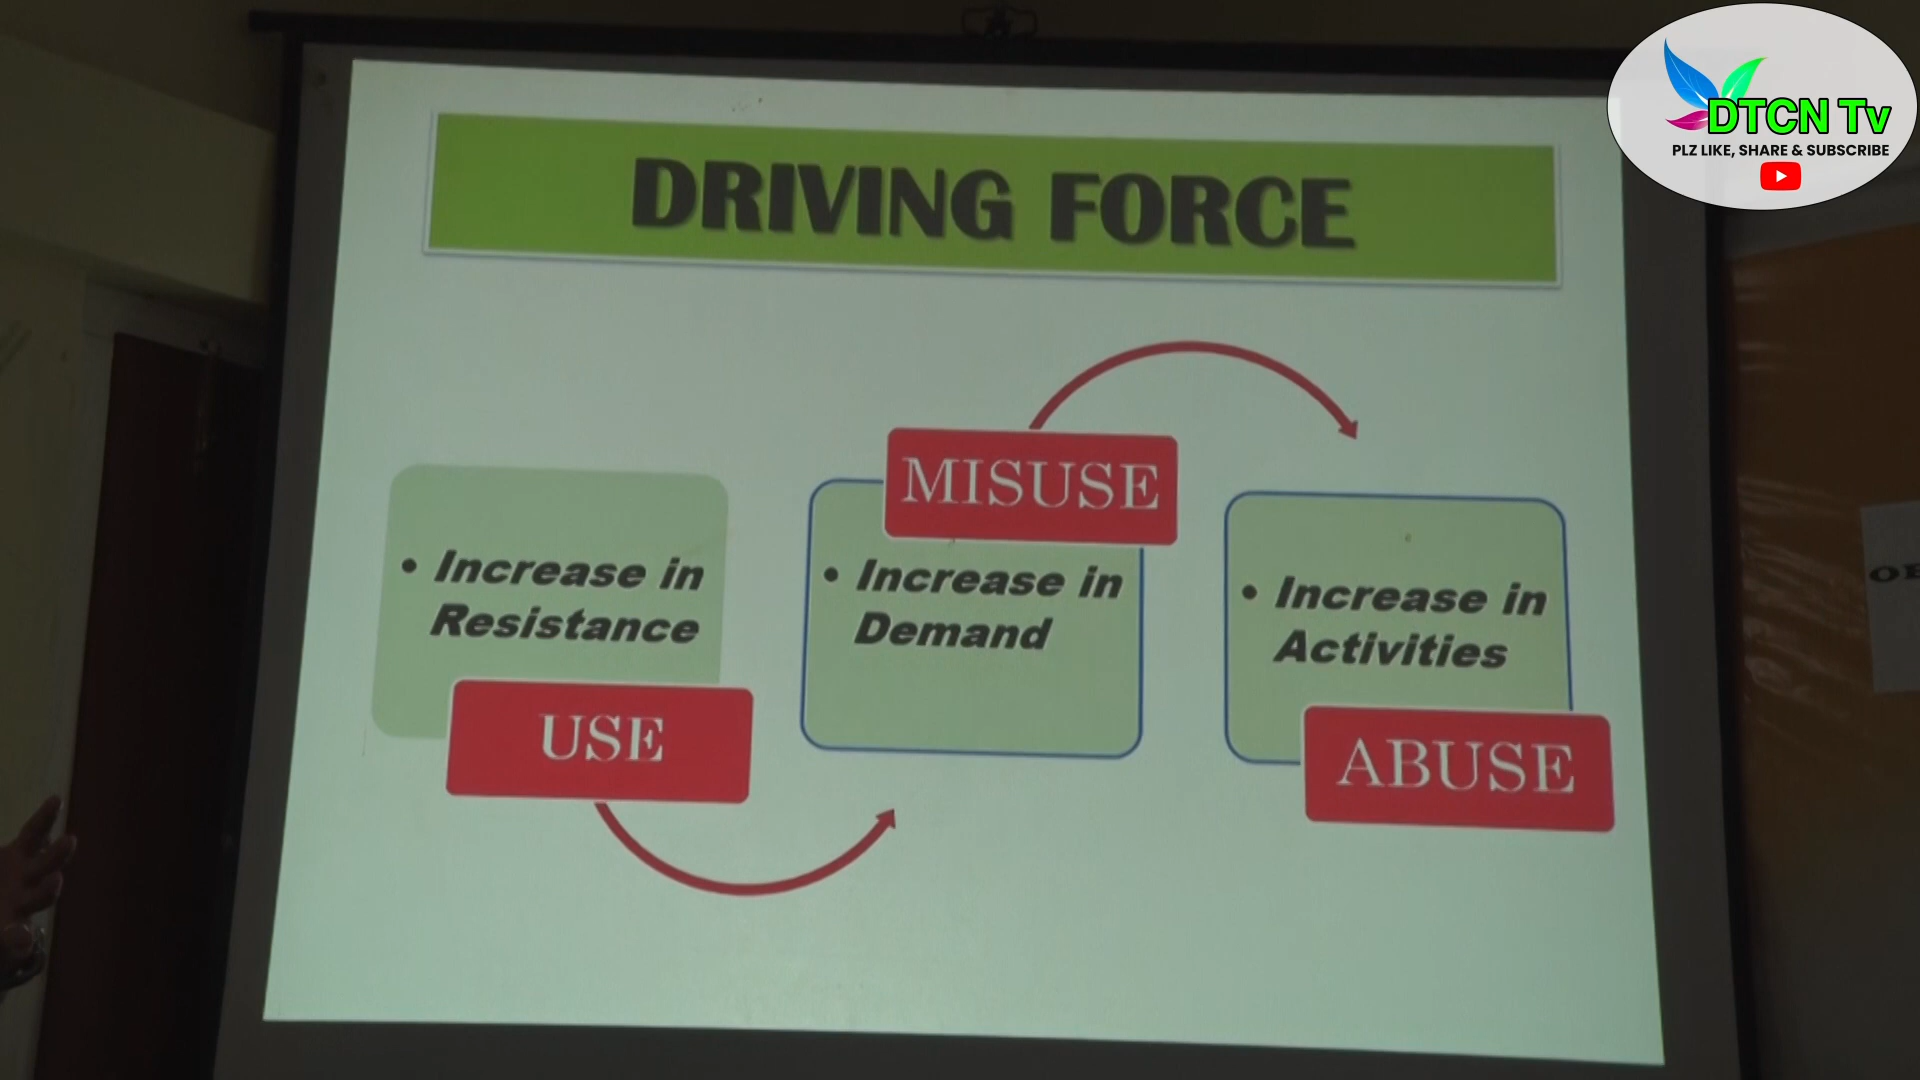 DTCN Tv
PLZ LIKE, SHARE & SUBSCRIBE
DRIVING FORCE
• Increase in
Resistance
USE
MISUSE
• Increase in
Demand
• Increase in
Activities
ABUSE